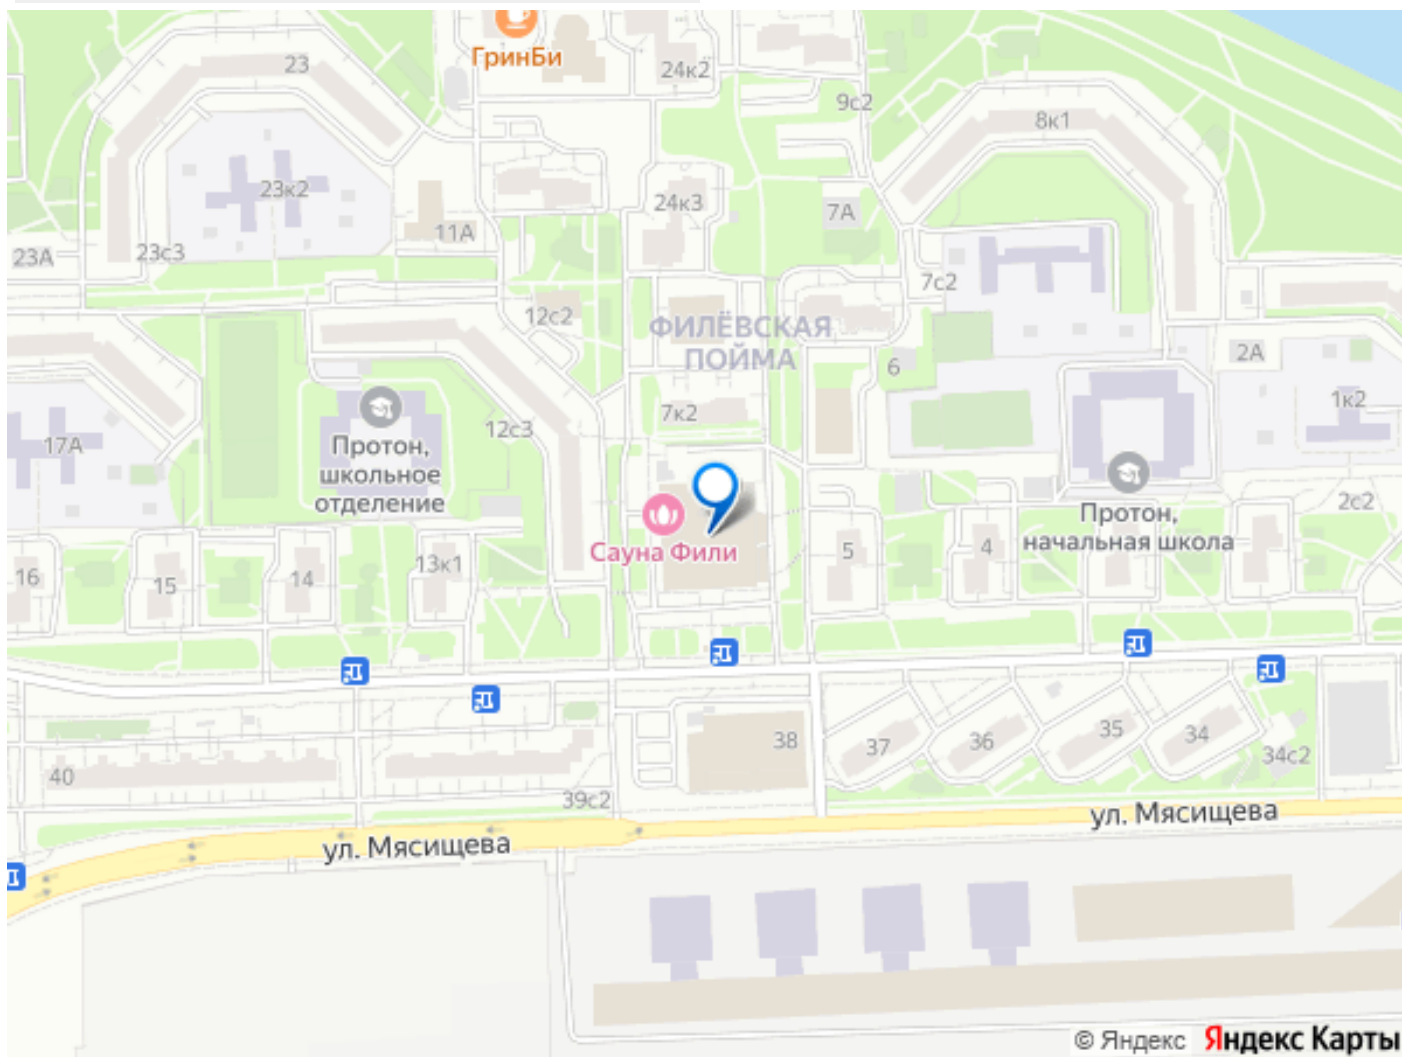 ГринБи
23
24к2
9с2
8к1
23к2
24к3
7А
11А
23с3
23А
7с2
12с2
ФИЛЁВСКАЯ
ПОЙМА
2А
6
1к2
7к2
12с3
17А
Протон,
школьное
отделение
Протон,
начальная школа
2с2
Сауна Фили
5
4
13к1
16
15
14
38
37
36
35
34
34с2
40
39с2
ул. Мясищева
ул. Мясищева
© Яндекс Яндекс Карты